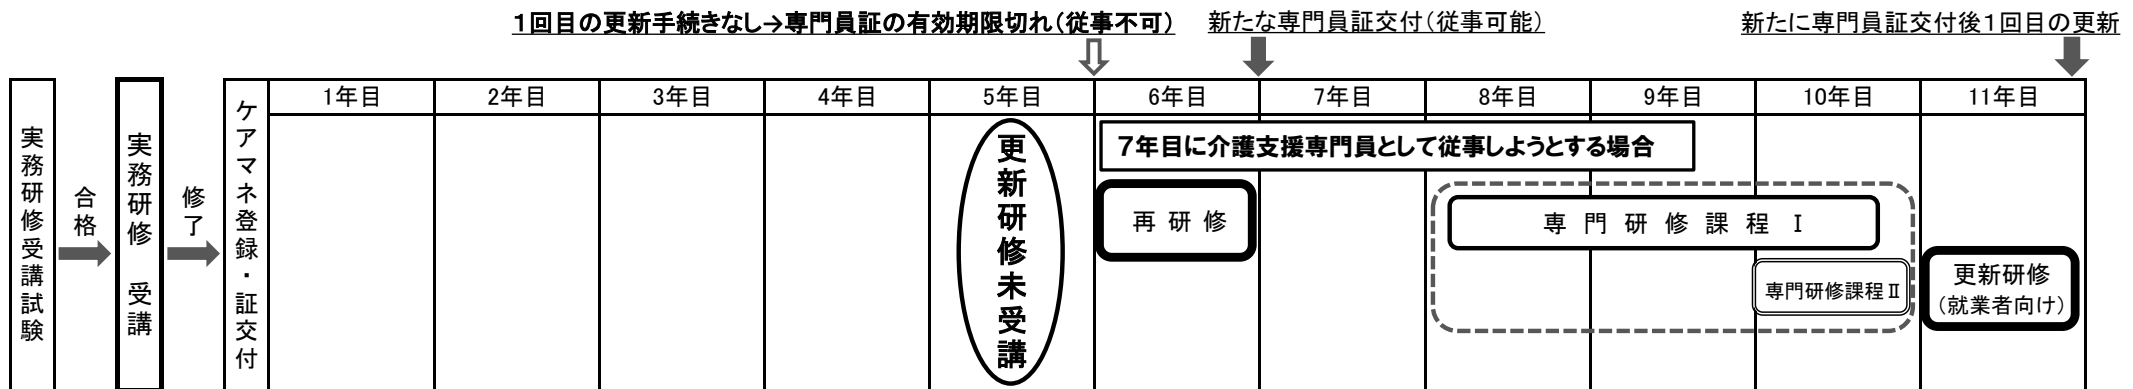 1回目の更新手続きなし→専門員証の有効期限切れ(従事不可)
新たな専門員証交付(従事可能)
新たに専門員証交付後1回目の更新
実務研修受講試験
合格
実務研修 受講
修了
ケアマネ登録・証交付
1年目
2年目
3年目
4年目
5年目
6年目
7年目
8年目
9年目
10年目
11年目
更新研修未受講
7年目に介護支援専門員として従事しようとする場合
再研修
専門研修課程Ⅰ
専門研修課程Ⅱ
更新研修
(就業者向け)